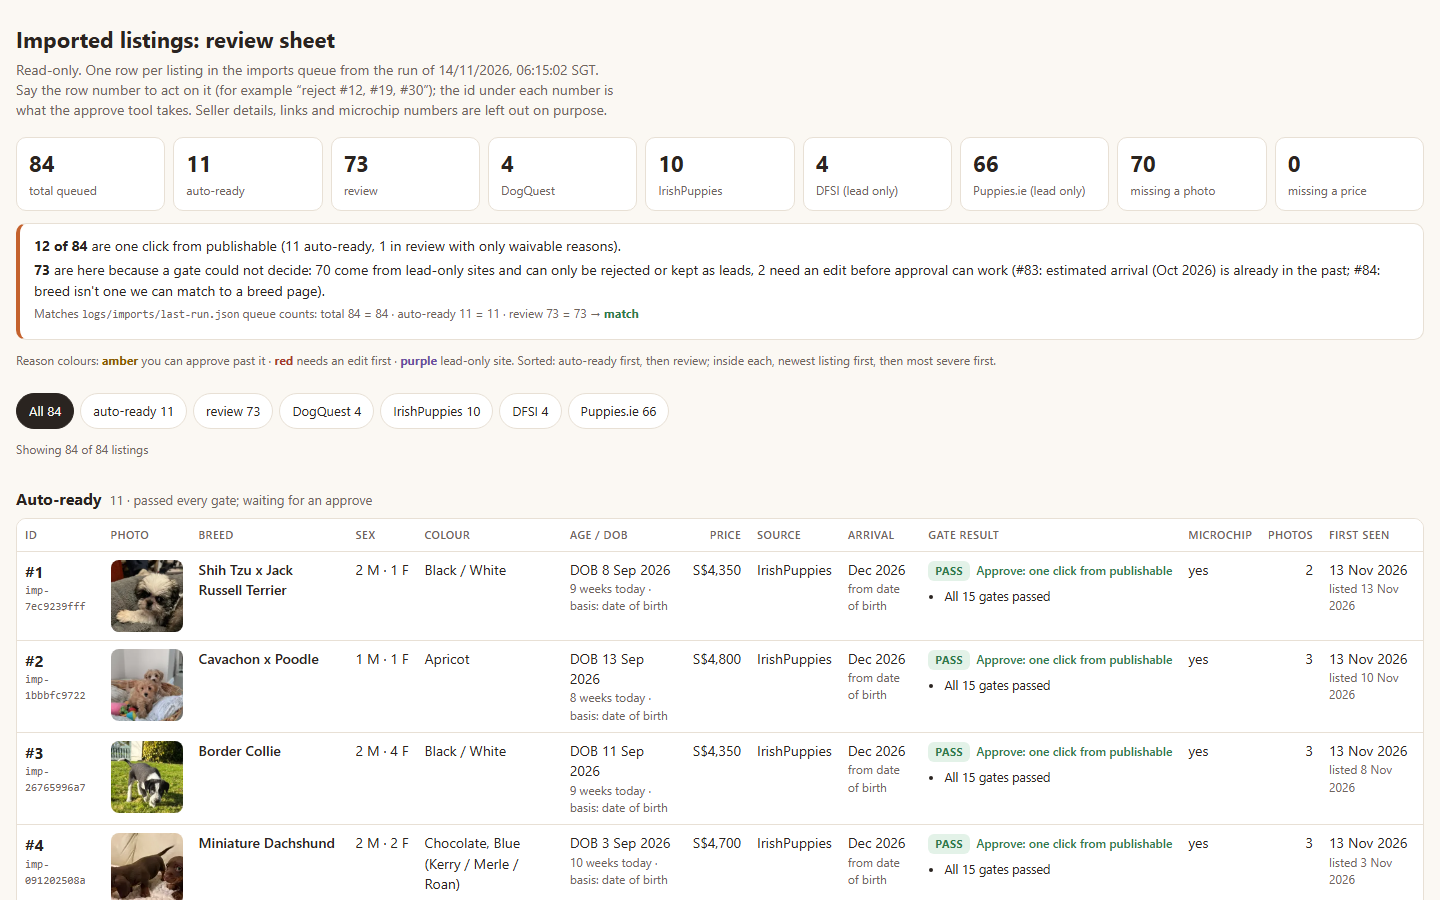 Imported listings: review sheet
Read-only. One row per listing in the imports queue from the run of 14/11/2026, 06:15:02 SGT.
Say the row number to act on it (for example “reject #12, #19, #30”); the id under each number is
what the approve tool takes. Seller details, links and microchip numbers are left out on purpose.
84 11 73 4 10 4 66 70 0
total queued auto-ready review DogQuest IrishPuppies DFSI (lead only) Puppies.ie (lead only) missing a photo missing a price
12 of 84 are one click from publishable (11 auto-ready, 1 in review with only waivable reasons).
73 are here because a gate could not decide: 70 come from lead-only sites and can only be rejected or kept as leads, 2 need an edit before approval can work (#83: estimated arrival (Oct 2026) is already in the past; #84:
breed isn't one we can match to a breed page).
Matches logs/imports/last-run.json queue counts: total 84 = 84 · auto-ready 11 = 11 · review 73 = 73 → match
Reason colours: amber you can approve past it · red needs an edit first · purple lead-only site. Sorted: auto-ready first, then review; inside each, newest listing first, then most severe first.
All 84 auto-ready 11 review 73 DogQuest 4 IrishPuppies 10 DFSI 4 Puppies.ie 66
Showing 84 of 84 listings
Auto-ready 11 · passed every gate; waiting for an approve
ID PHOTO BREED SEX COLOUR AGE / DOB PRICE SOURCE ARRIVAL GATE RESULT MICROCHIP PHOTOS FIRST SEEN
#1 Shih Tzu x Jack 2 M · 1 F Black / White DOB 8 Sep 2026 S$4,350 IrishPuppies Dec 2026 PASS Approve: one click from publishable yes 2 13 Nov 2026
imp- Russell Terrier 9 weeks today · from date • All 15 gates passed listed 13 Nov
7ec9239fff basis: date of birth of birth 2026
#2 Cavachon x Poodle 1 M · 1 F Apricot DOB 13 Sep S$4,800 IrishPuppies Dec 2026 PASS Approve: one click from publishable yes 3 13 Nov 2026
imp- 2026 from date • All 15 gates passed listed 10 Nov
1bbbfc9722 8 weeks today · of birth 2026
basis: date of birth
#3 Border Collie 2 M · 4 F Black / White DOB 11 Sep S$4,350 IrishPuppies Dec 2026 PASS Approve: one click from publishable yes 3 13 Nov 2026
imp- 2026 from date • All 15 gates passed listed 8 Nov
26765996a7 9 weeks today · of birth 2026
basis: date of birth
#4 Miniature Dachshund 2 M · 2 F Chocolate, Blue DOB 3 Sep 2026 S$4,700 IrishPuppies Dec 2026 PASS Approve: one click from publishable yes 3 13 Nov 2026
imp- (Kerry / Merle / 10 weeks today · from date • All 15 gates passed listed 3 Nov
091202508a Roan) basis: date of birth of birth 2026